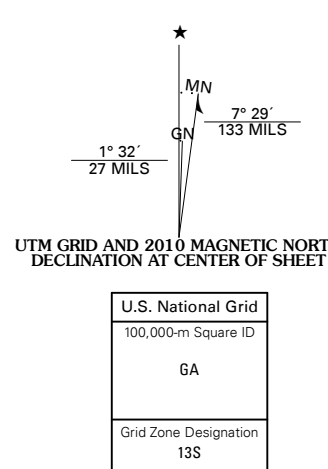 ★
MN
GN
7° 29´
133 MILS
1° 32´
27 MILS
UTM GRID AND 2010 MAGNETIC NORT
DECLINATION AT CENTER OF SHEET
U.S. National Grid
100,000-m Square ID
GA
Grid Zone Designation
13S